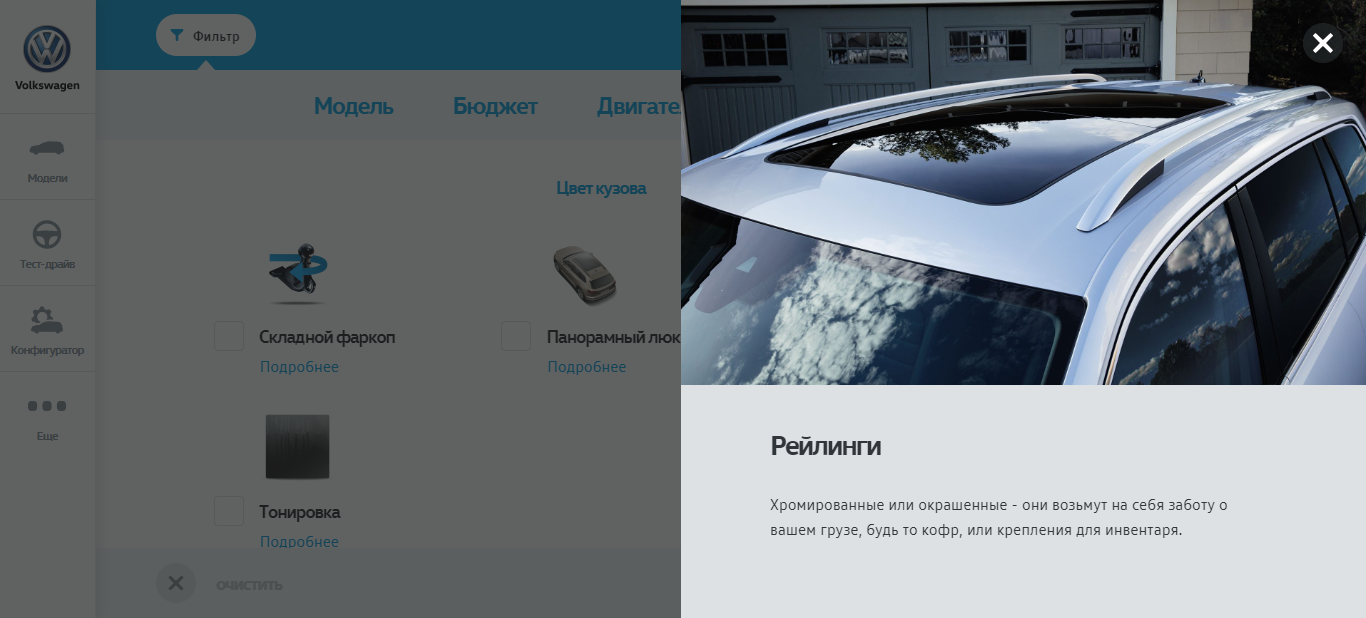 Volkswagen
Модели
Тест-драйв
Конфигуратор
Еще
Фильтр
Модель Бюджет Двигате
Цвет кузова
Складной фаркоп
Подробнее
Панорамный люк
Подробнее
Тонировка
Подробнее
очистить
Рейлинги
Хромированные или окрашенные - они возьмут на себя заботу о
вашем грузе, будь то кофр, или крепления для инвентаря.